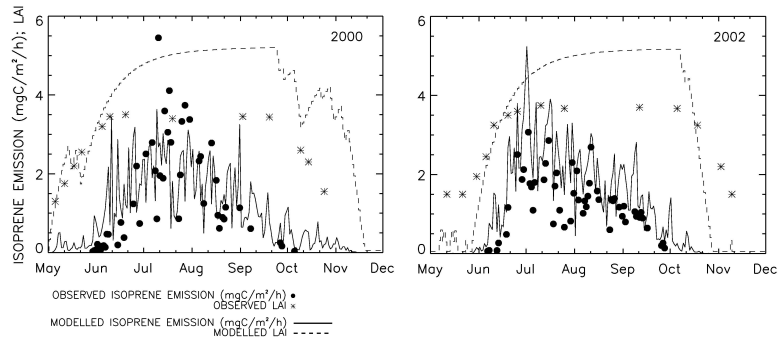 ISOPRENE EMISSION (mgC/m²/h); LAI
6
4
2
0
2000
May Jun Jul Aug Sep Oct Nov Dec
6
4
2
0
2002
May Jun Jul Aug Sep Oct Nov Dec
OBSERVED ISOPRENE EMISSION (mgC/m²/h)
OBSERVED LAI
MODELLED ISOPRENE EMISSION (mgC/m²/h)
MODELLED LAI